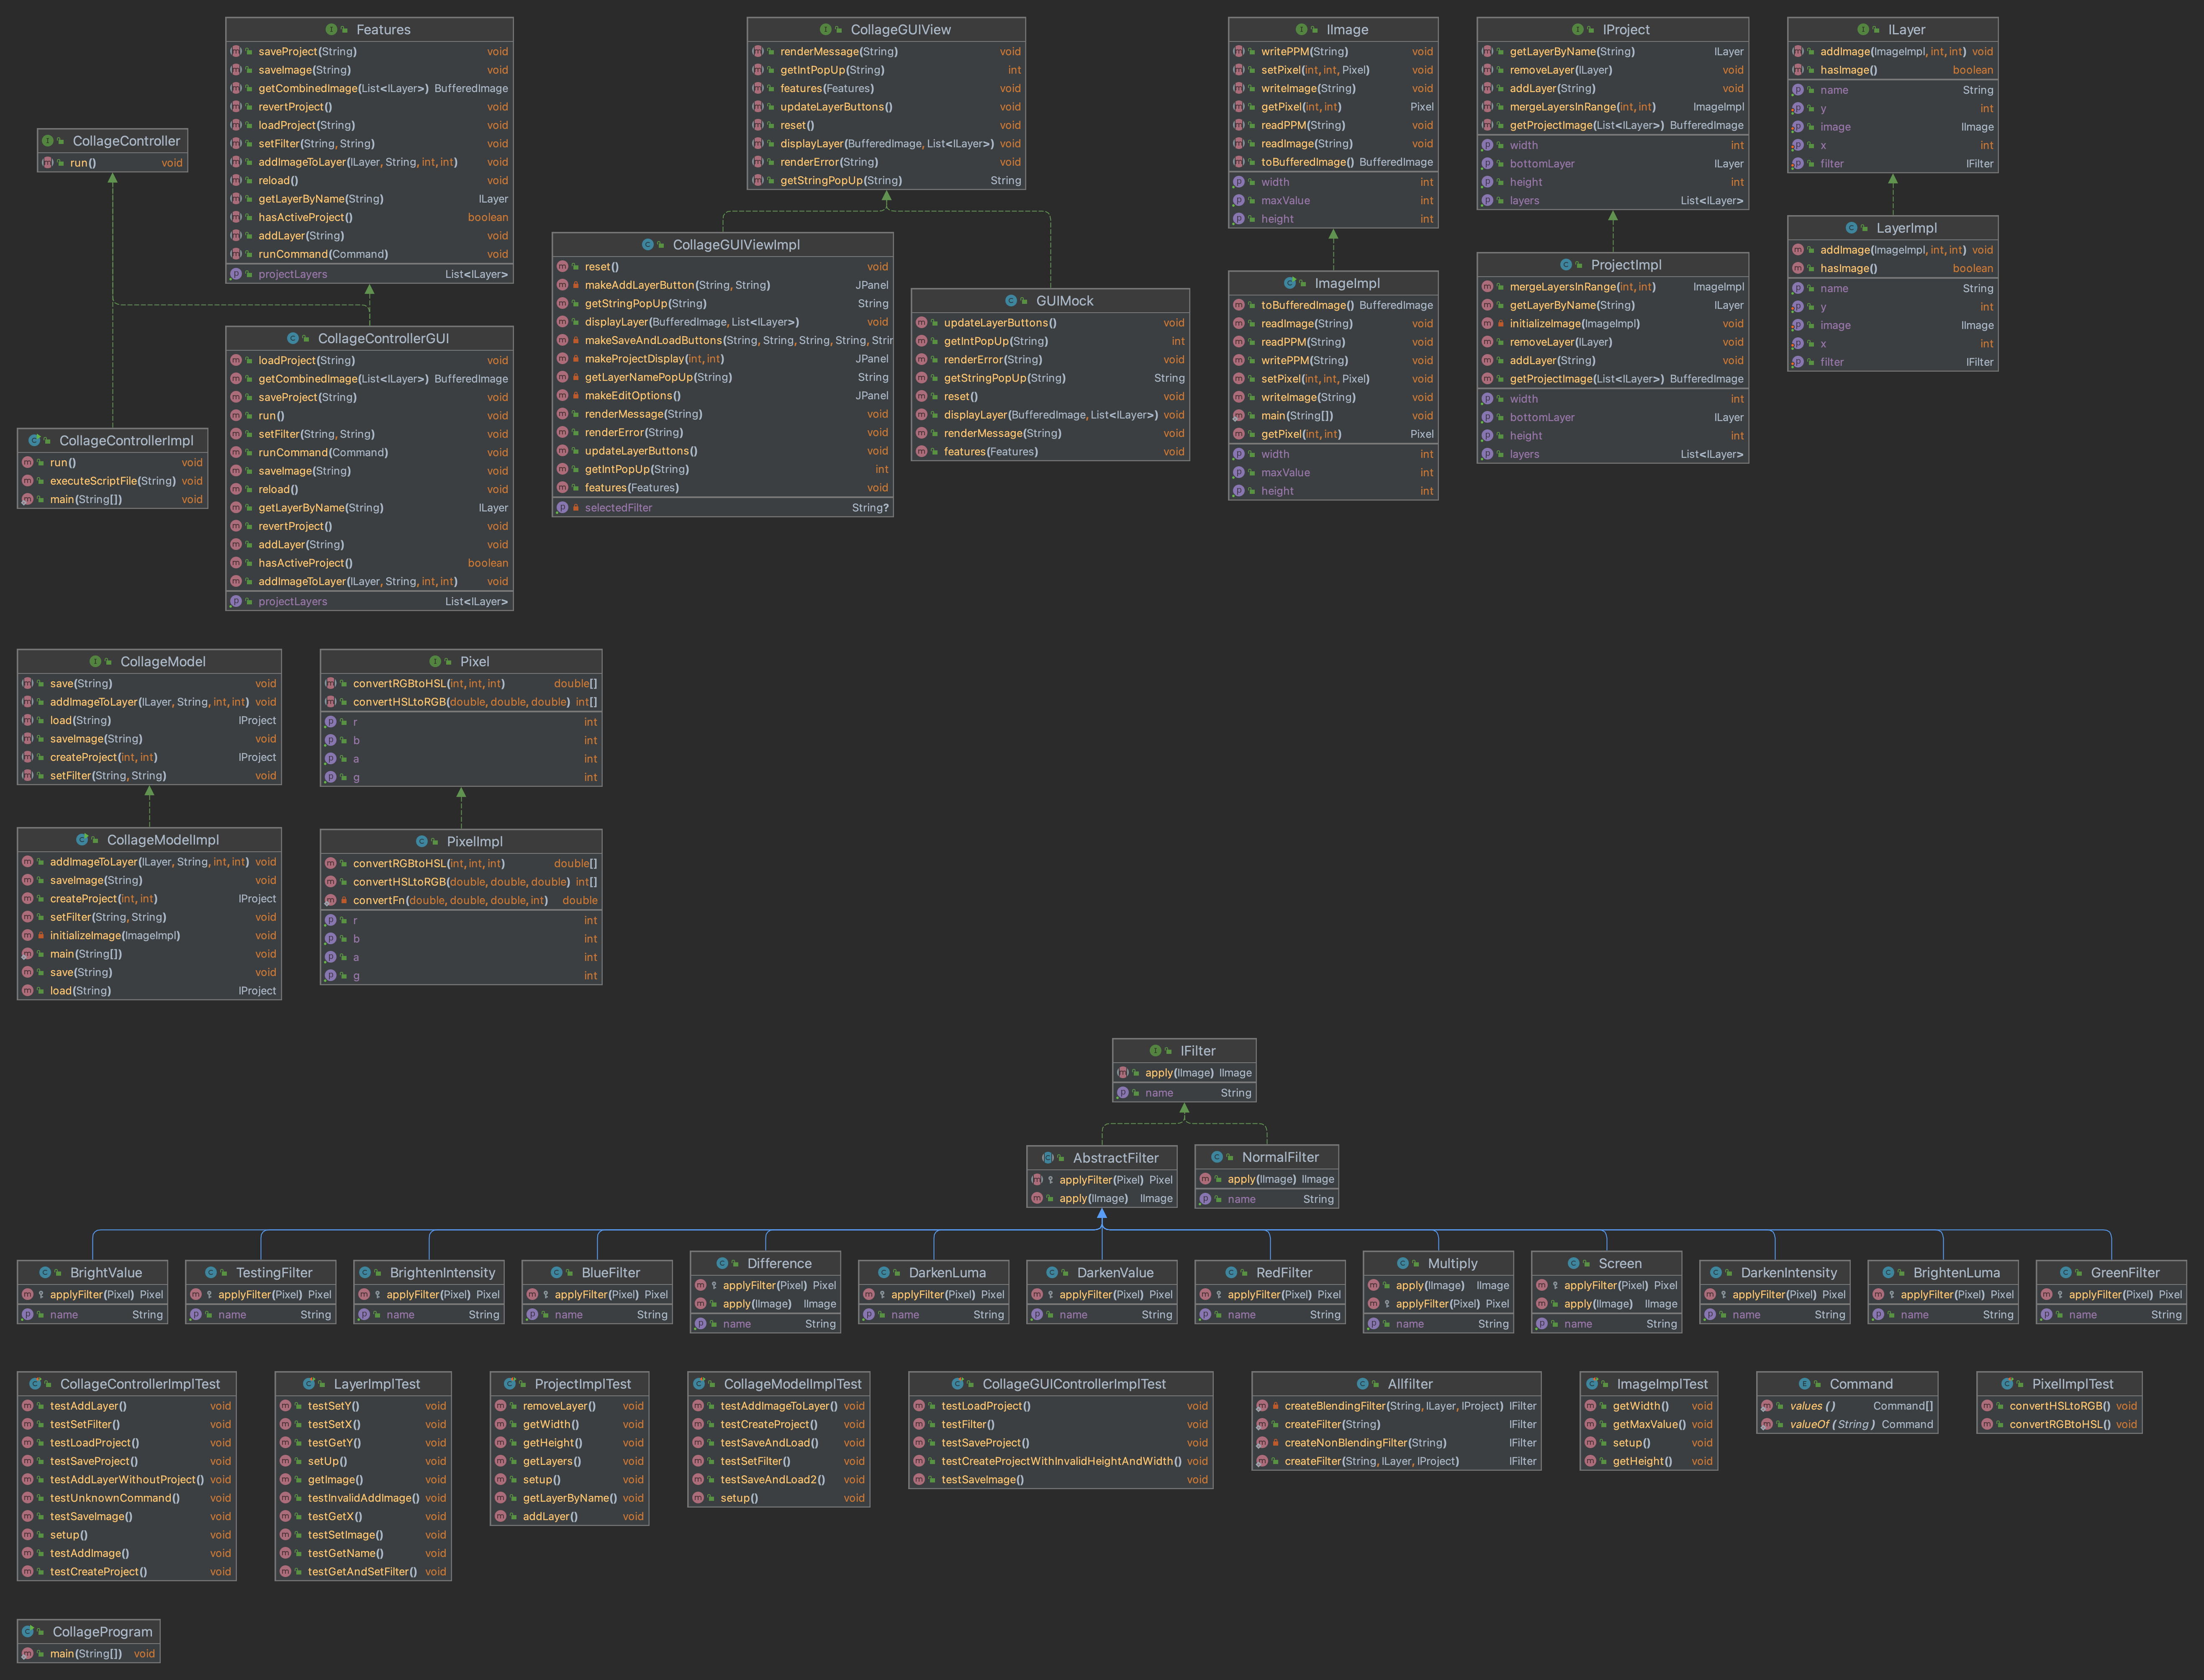 Features
saveProject(String) void
saveImage(String) void
getCombinedImage(List<ILayer>) BufferedImage
revertProject() void
loadProject(String) void
setFilter(String, String) void
addImageToLayer(ILayer, String, int, int) void
reload() void
getLayerByName(String) ILayer
hasActiveProject() boolean
addLayer(String) void
runCommand(Command) void
projectLayers List<ILayer>
CollageGUIView
renderMessage(String) void
getIntPopUp(String) int
features(Features) void
updateLayerButtons() void
reset() void
displayLayer(BufferedImage, List<ILayer>) void
renderError(String) void
getStringPopUp(String) String
IImage
writePPM(String) void
setPixel(int, int, Pixel) void
writeImage(String) void
getPixel(int, int) Pixel
readPPM(String) void
readImage(String) void
toBufferedImage() BufferedImage
width int
maxValue int
height int
IProject
getLayerByName(String) ILayer
removeLayer(ILayer) void
addLayer(String) void
mergeLayersInRange(int, int) ImageImpl
getProjectImage(List<ILayer>) BufferedImage
width int
bottomLayer ILayer
height int
layers List<ILayer>
ILayer
addImage(ImageImpl, int, int) void
hasImage() boolean
name String
y int
image IImage
x int
filter IFilter
CollageController
run() void
CollageControllerImpl
run() void
executeScriptFile(String) void
main(String[]) void
CollageControllerGUI
loadProject(String) void
getCombinedImage(List<ILayer>) BufferedImage
saveProject(String) void
run() void
setFilter(String, String) void
runCommand(Command) void
saveImage(String) void
reload() void
getLayerByName(String) ILayer
revertProject() void
addLayer(String) void
hasActiveProject() boolean
addImageToLayer(ILayer, String, int, int) void
projectLayers List<ILayer>
CollageGUIViewImpl
reset() void
makeAddLayerButton(String, String) JPanel
getStringPopUp(String) String
displayLayer(BufferedImage, List<ILayer>) void
makeSaveAndLoadButtons(String, String, String, String, Strin
makeProjectDisplay(int, int) JPanel
getLayerNamePopUp(String) String
makeEditOptions() JPanel
renderMessage(String) void
renderError(String) void
updateLayerButtons() void
getIntPopUp(String) int
features(Features) void
selectedFilter String?
GUIMock
updateLayerButtons() void
getIntPopUp(String) int
renderError(String) void
getStringPopUp(String) String
reset() void
displayLayer(BufferedImage, List<ILayer>) void
renderMessage(String) void
features(Features) void
ImageImpl
toBufferedImage() BufferedImage
readImage(String) void
readPPM(String) void
writePPM(String) void
setPixel(int, int, Pixel) void
writeImage(String) void
main(String[]) void
getPixel(int, int) Pixel
width int
maxValue int
height int
ProjectImpl
mergeLayersInRange(int, int) ImageImpl
getLayerByName(String) ILayer
initializeImage(ImageImpl) void
removeLayer(ILayer) void
addLayer(String) void
getProjectImage(List<ILayer>) BufferedImage
width int
bottomLayer ILayer
height int
layers List<ILayer>
LayerImpl
addImage(ImageImpl, int, int) void
hasImage() boolean
name String
y int
image IImage
x int
filter IFilter
CollageModel
save(String) void
addImageToLayer(ILayer, String, int, int) void
load(String) IProject
saveImage(String) void
createProject(int, int) IProject
setFilter(String, String) void
Pixel
convertRGBtoHSL(int, int, int) double[]
convertHSLtoRGB(double, double, double) int[]
r int
b int
a int
g int
CollageModelImpl
addImageToLayer(ILayer, String, int, int) void
saveImage(String) void
createProject(int, int) IProject
setFilter(String, String) void
initializeImage(ImageImpl) void
main(String[]) void
save(String) void
load(String) IProject
PixelImpl
convertRGBtoHSL(int, int, int) double[]
convertHSLtoRGB(double, double, double) int[]
convertFn(double, double, double, int) double
r int
b int
a int
g int
IFilter
apply(IImage) IImage
name String
AbstractFilter
applyFilter(Pixel) Pixel
apply(IImage) IImage
NormalFilter
apply(IImage) IImage
name String
BrightValue
applyFilter(Pixel) Pixel
name String
TestingFilter
applyFilter(Pixel) Pixel
name String
BrightenIntensity
applyFilter(Pixel) Pixel
name String
BlueFilter
applyFilter(Pixel) Pixel
name String
Difference
applyFilter(Pixel) Pixel
apply(IImage) IImage
name String
DarkenLuma
applyFilter(Pixel) Pixel
name String
DarkenValue
applyFilter(Pixel) Pixel
name String
RedFilter
applyFilter(Pixel) Pixel
name String
Multiply
apply(IImage) IImage
applyFilter(Pixel) Pixel
name String
Screen
applyFilter(Pixel) Pixel
apply(IImage) IImage
name String
DarkenIntensity
applyFilter(Pixel) Pixel
name String
BrightenLuma
applyFilter(Pixel) Pixel
name String
GreenFilter
applyFilter(Pixel) Pixel
name String
CollageControllerImplTest
testAddLayer() void
testSetFilter() void
testLoadProject() void
testSaveProject() void
testAddLayerWithoutProject() void
testUnknownCommand() void
testSaveImage() void
setup() void
testAddImage() void
testCreateProject() void
LayerImplTest
testSetY() void
testSetX() void
testGetY() void
setUp() void
getImage() void
testInvalidAddImage() void
testGetX() void
testSetImage() void
testGetName() void
testGetAndSetFilter() void
ProjectImplTest
removeLayer() void
getWidth() void
getHeight() void
getLayers() void
setup() void
getLayerByName() void
addLayer() void
CollageModelImplTest
testAddImageToLayer() void
testCreateProject() void
testSaveAndLoad() void
testSetFilter() void
testSaveAndLoad2() void
setup() void
CollageGUIControllerImplTest
testLoadProject() void
testFilter() void
testSaveProject() void
testCreateProjectWithInvalidHeightAndWidth() void
testSaveImage() void
Allfilter
createBlendingFilter(String, ILayer, IProject) IFilter
createFilter(String) IFilter
createNonBlendingFilter(String) IFilter
createFilter(String, ILayer, IProject) IFilter
ImageImplTest
getWidth() void
getMaxValue() void
setup() void
getHeight() void
Command
values () Command[]
valueOf (String) Command
PixelImplTest
convertHSLtoRGB() void
convertRGBtoHSL() void
CollageProgram
main(String[]) void